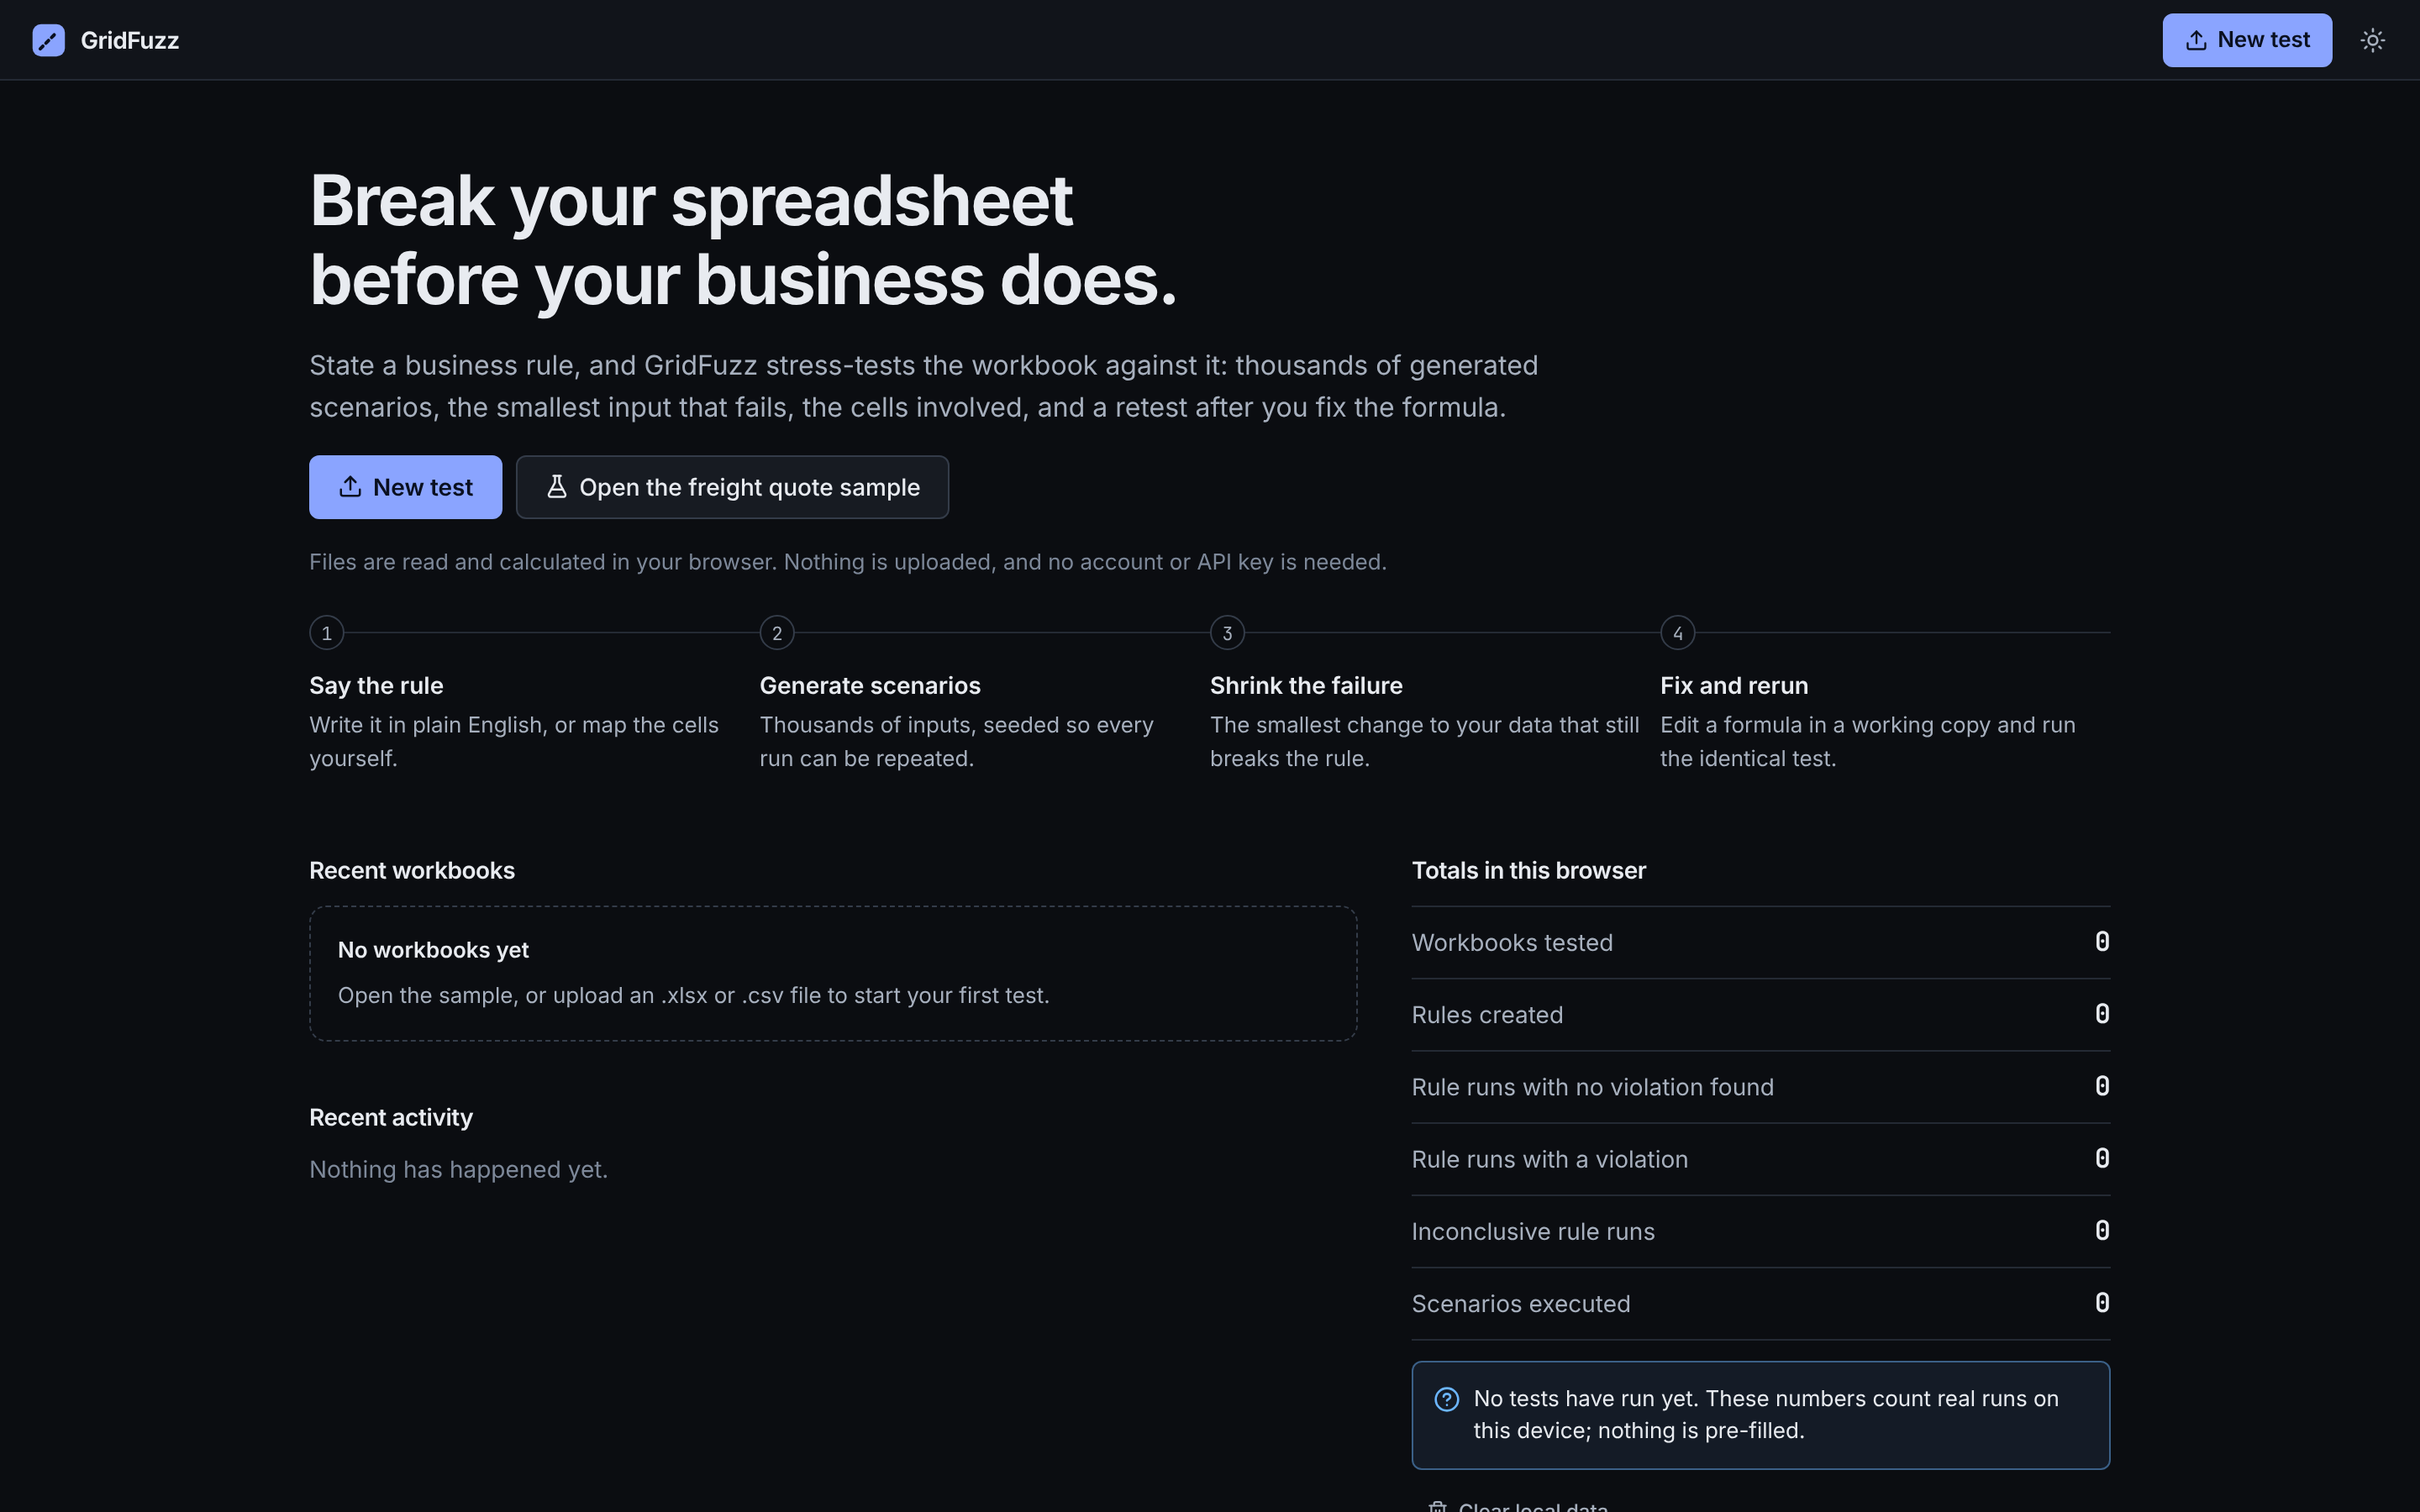 GridFuzz
New test
Break your spreadsheet
before your business does.
State a business rule, and GridFuzz stress-tests the workbook against it: thousands of generated
scenarios, the smallest input that fails, the cells involved, and a retest after you fix the formula.
New test
Open the freight quote sample
Files are read and calculated in your browser. Nothing is uploaded, and no account or API key is needed.
1
Say the rule
Write it in plain English, or map the cells
yourself.
2
Generate scenarios
Thousands of inputs, seeded so every
run can be repeated.
3
Shrink the failure
The smallest change to your data that still
breaks the rule.
4
Fix and rerun
Edit a formula in a working copy and run
the identical test.
Recent workbooks
No workbooks yet
Open the sample, or upload an .xlsx or .csv file to start your first test.
Recent activity
Nothing has happened yet.
Totals in this browser
Workbooks tested 0
Rules created 0
Rule runs with no violation found 0
Rule runs with a violation 0
Inconclusive rule runs 0
Scenarios executed 0
No tests have run yet. These numbers count real runs on
this device; nothing is pre-filled.
Clear local data